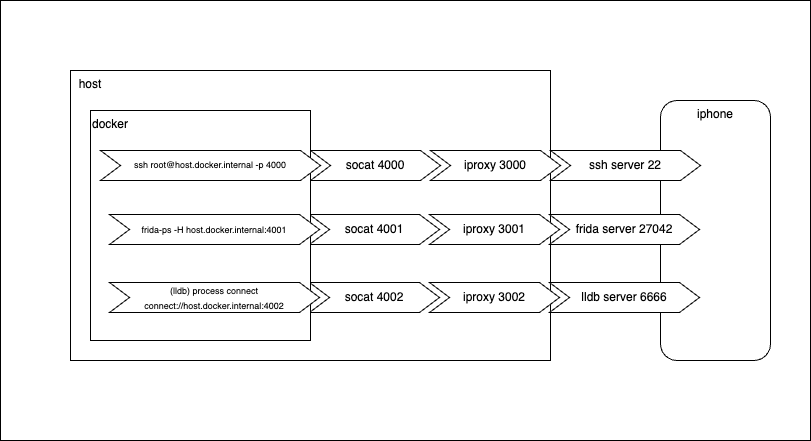 host
docker
iphone
ssh root@host.docker.internal -p 4000
socat 4000
iproxy 3000
ssh server 22
frida-ps -H host.docker.internal:4001
socat 4001
iproxy 3001
frida server 27042
(lldb) process connect
connect://host.docker.internal:4002
socat 4002
iproxy 3002
lldb server 6666